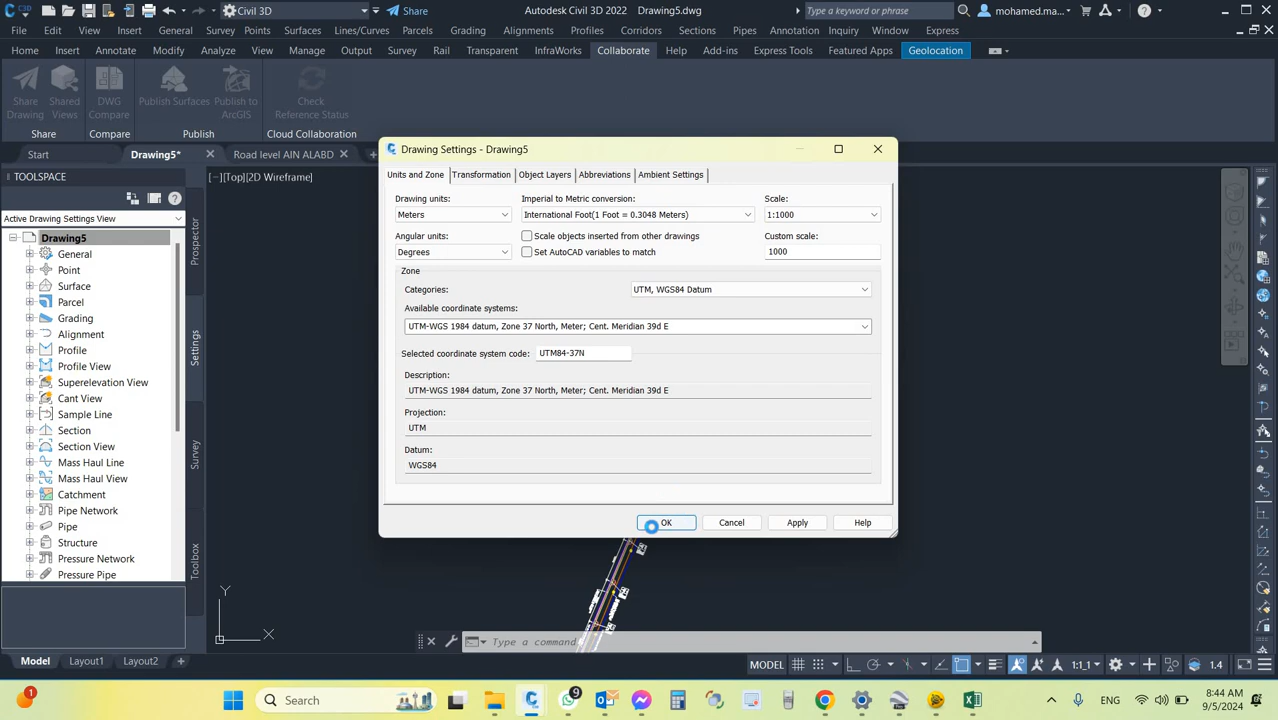 C3D Civil 3D Share Autodesk Civil 3D 2022 Drawing5.dwg Type a keyword or phrase mohamed.ma...
File Edit View Insert General Survey Points Surfaces Lines/Curves Parcels Grading Alignments Profiles Corridors Sections Pipes Annotation Inquiry Window Express
Home Insert Annotate Modify Analyze View Manage Output Survey Rail Transparent InfraWorks Collaborate Help Add-ins Express Tools Featured Apps Geolocation
Share Drawing
Shared Views
DWG Compare
Publish Surfaces
Publish to ArcGIS
Check Reference Status
Share Compare Publish Cloud Collaboration
Start Drawing5* Road level AIN ALABD
TOOLSPACE
Active Drawing Settings View
Drawing5
General
Point
Surface
Parcel
Grading
Alignment
Profile
Profile View
Superelevation View
Cant View
Sample Line
Section
Section View
Mass Haul Line
Mass Haul View
Catchment
Pipe Network
Pipe
Structure
Pressure Network
Pressure Pipe
Prospector
Settings
Survey
Toolbox
[−][Top][2D Wireframe]
Drawing Settings - Drawing5
Units and Zone Transformation Object Layers Abbreviations Ambient Settings
Drawing units: Imperial to Metric conversion: Scale:
Meters International Foot(1 Foot = 0.3048 Meters) 1:1000
Angular units: Scale objects inserted from other drawings Custom scale:
Degrees Set AutoCAD variables to match 1000
Zone
Categories: UTM, WGS84 Datum
Available coordinate systems:
UTM-WGS 1984 datum, Zone 37 North, Meter; Cent. Meridian 39d E
Selected coordinate system code: UTM84-37N
Description:
UTM-WGS 1984 datum, Zone 37 North, Meter; Cent. Meridian 39d E
Projection:
UTM
Datum:
WGS84
OK Cancel Apply Help
Y
X
Type a command
Model Layout1 Layout2 + MODEL 1:1 1.4
1 Search 9 ENG 8:44 AM
9/5/2024